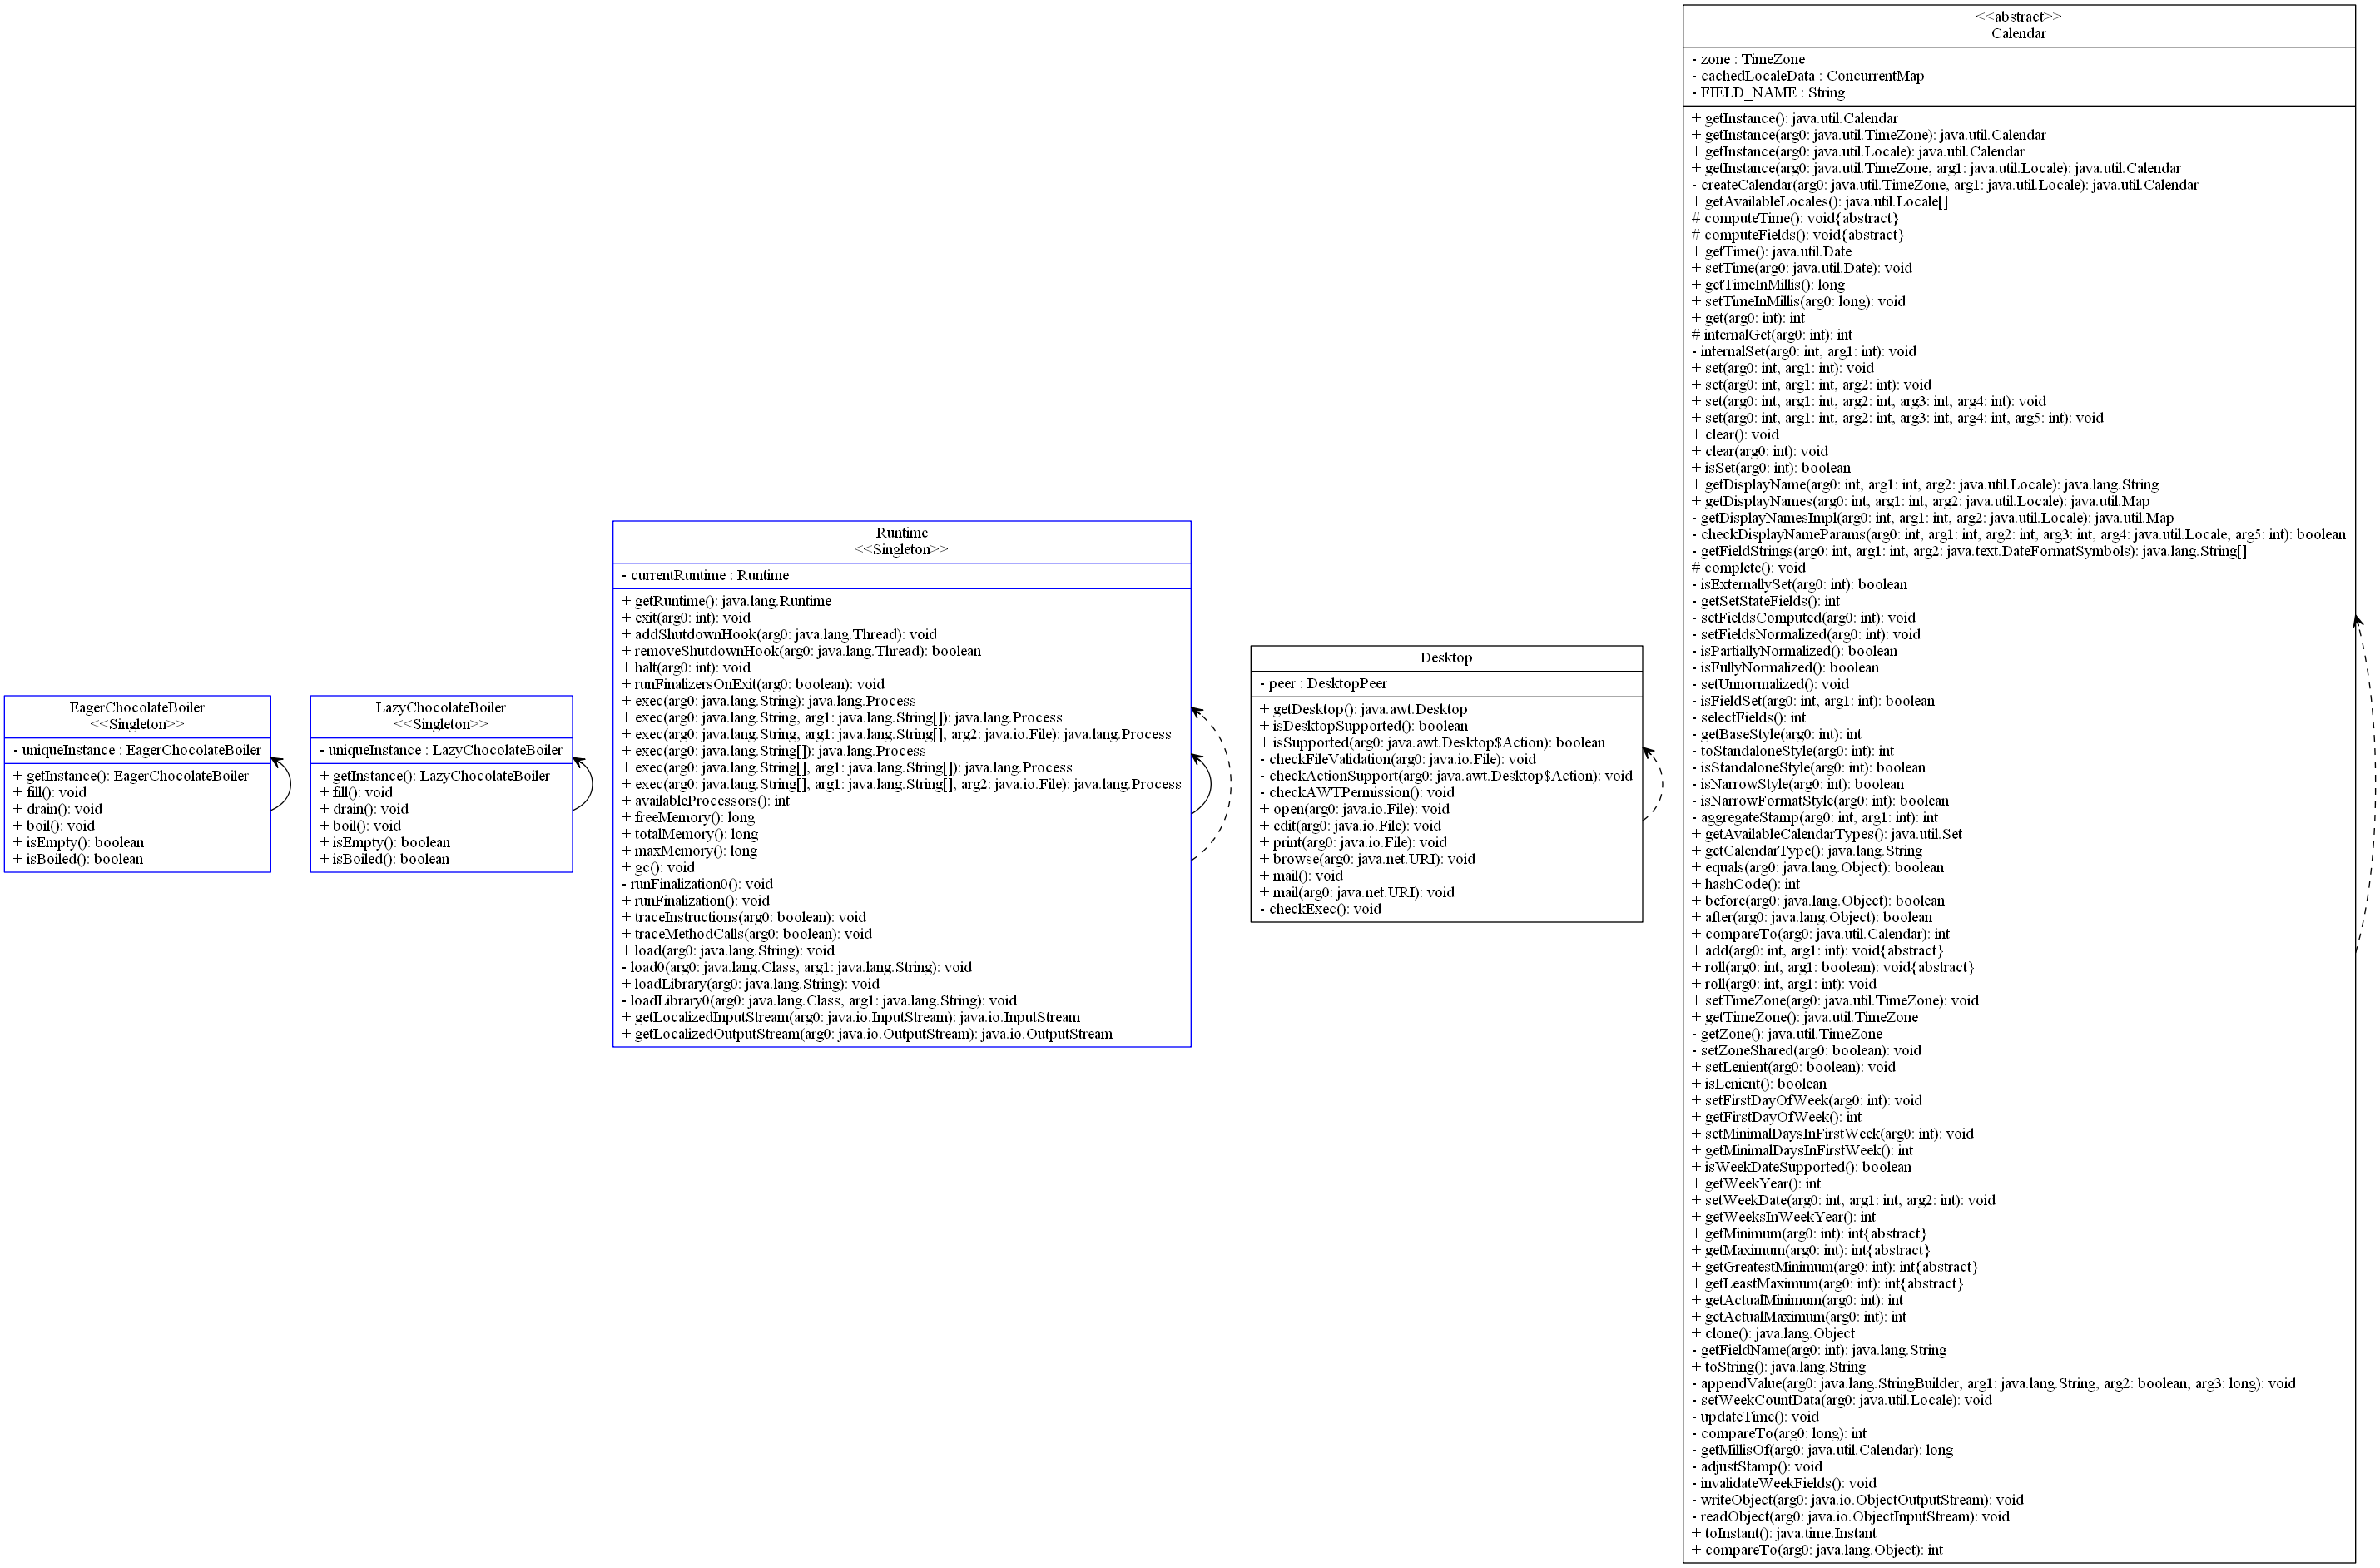 EagerChocolateBoiler
<<Singleton>>
- uniqueInstance : EagerChocolateBoiler
+ getInstance(): EagerChocolateBoiler
+ fill(): void
+ drain(): void
+ boil(): void
+ isEmpty(): boolean
+ isBoiled(): boolean
LazyChocolateBoiler
<<Singleton>>
- uniqueInstance : LazyChocolateBoiler
+ getInstance(): LazyChocolateBoiler
+ fill(): void
+ drain(): void
+ boil(): void
+ isEmpty(): boolean
+ isBoiled(): boolean
Runtime
<<Singleton>>
- currentRuntime : Runtime
+ getRuntime(): java.lang.Runtime
+ exit(arg0: int): void
+ addShutdownHook(arg0: java.lang.Thread): void
+ removeShutdownHook(arg0: java.lang.Thread): boolean
+ halt(arg0: int): void
+ runFinalizersOnExit(arg0: boolean): void
+ exec(arg0: java.lang.String): java.lang.Process
+ exec(arg0: java.lang.String, arg1: java.lang.String[]): java.lang.Process
+ exec(arg0: java.lang.String, arg1: java.lang.String[], arg2: java.io.File): java.lang.Process
+ exec(arg0: java.lang.String[]): java.lang.Process
+ exec(arg0: java.lang.String[], arg1: java.lang.String[]): java.lang.Process
+ exec(arg0: java.lang.String[], arg1: java.lang.String[], arg2: java.io.File): java.lang.Process
+ availableProcessors(): int
+ freeMemory(): long
+ totalMemory(): long
+ maxMemory(): long
+ gc(): void
- runFinalization0(): void
+ runFinalization(): void
+ traceInstructions(arg0: boolean): void
+ traceMethodCalls(arg0: boolean): void
+ load(arg0: java.lang.String): void
- load0(arg0: java.lang.Class, arg1: java.lang.String): void
+ loadLibrary(arg0: java.lang.String): void
- loadLibrary0(arg0: java.lang.Class, arg1: java.lang.String): void
+ getLocalizedInputStream(arg0: java.io.InputStream): java.io.InputStream
+ getLocalizedOutputStream(arg0: java.io.OutputStream): java.io.OutputStream
Desktop
- peer : DesktopPeer
+ getDesktop(): java.awt.Desktop
+ isDesktopSupported(): boolean
+ isSupported(arg0: java.awt.Desktop$Action): boolean
- checkFileValidation(arg0: java.io.File): void
- checkActionSupport(arg0: java.awt.Desktop$Action): void
- checkAWTPermission(): void
+ open(arg0: java.io.File): void
+ edit(arg0: java.io.File): void
+ print(arg0: java.io.File): void
+ browse(arg0: java.net.URI): void
+ mail(): void
+ mail(arg0: java.net.URI): void
- checkExec(): void
<<abstract>>
Calendar
- zone : TimeZone
- cachedLocaleData : ConcurrentMap
- FIELD_NAME : String
+ getInstance(): java.util.Calendar
+ getInstance(arg0: java.util.TimeZone): java.util.Calendar
+ getInstance(arg0: java.util.Locale): java.util.Calendar
+ getInstance(arg0: java.util.TimeZone, arg1: java.util.Locale): java.util.Calendar
- createCalendar(arg0: java.util.TimeZone, arg1: java.util.Locale): java.util.Calendar
+ getAvailableLocales(): java.util.Locale[]
# computeTime(): void{abstract}
# computeFields(): void{abstract}
+ getTime(): java.util.Date
+ setTime(arg0: java.util.Date): void
+ getTimeInMillis(): long
+ setTimeInMillis(arg0: long): void
+ get(arg0: int): int
# internalGet(arg0: int): int
- internalSet(arg0: int, arg1: int): void
+ set(arg0: int, arg1: int): void
+ set(arg0: int, arg1: int, arg2: int): void
+ set(arg0: int, arg1: int, arg2: int, arg3: int, arg4: int): void
+ set(arg0: int, arg1: int, arg2: int, arg3: int, arg4: int, arg5: int): void
+ clear(): void
+ clear(arg0: int): void
+ isSet(arg0: int): boolean
+ getDisplayName(arg0: int, arg1: int, arg2: java.util.Locale): java.lang.String
+ getDisplayNames(arg0: int, arg1: int, arg2: java.util.Locale): java.util.Map
- getDisplayNamesImpl(arg0: int, arg1: int, arg2: java.util.Locale): java.util.Map
- checkDisplayNameParams(arg0: int, arg1: int, arg2: int, arg3: int, arg4: java.util.Locale, arg5: int): boolean
- getFieldStrings(arg0: int, arg1: int, arg2: java.text.DateFormatSymbols): java.lang.String[]
# complete(): void
- isExternallySet(arg0: int): boolean
- getSetStateFields(): int
- setFieldsComputed(arg0: int): void
- setFieldsNormalized(arg0: int): void
- isPartiallyNormalized(): boolean
- isFullyNormalized(): boolean
- setUnnormalized(): void
- isFieldSet(arg0: int, arg1: int): boolean
- selectFields(): int
- getBaseStyle(arg0: int): int
- toStandaloneStyle(arg0: int): int
- isStandaloneStyle(arg0: int): boolean
- isNarrowStyle(arg0: int): boolean
- isNarrowFormatStyle(arg0: int): boolean
- aggregateStamp(arg0: int, arg1: int): int
+ getAvailableCalendarTypes(): java.util.Set
+ getCalendarType(): java.lang.String
+ equals(arg0: java.lang.Object): boolean
+ hashCode(): int
+ before(arg0: java.lang.Object): boolean
+ after(arg0: java.lang.Object): boolean
+ compareTo(arg0: java.util.Calendar): int
+ add(arg0: int, arg1: int): void{abstract}
+ roll(arg0: int, arg1: boolean): void{abstract}
+ roll(arg0: int, arg1: int): void
+ setTimeZone(arg0: java.util.TimeZone): void
+ getTimeZone(): java.util.TimeZone
- getZone(): java.util.TimeZone
- setZoneShared(arg0: boolean): void
+ setLenient(arg0: boolean): void
+ isLenient(): boolean
+ setFirstDayOfWeek(arg0: int): void
+ getFirstDayOfWeek(): int
+ setMinimalDaysInFirstWeek(arg0: int): void
+ getMinimalDaysInFirstWeek(): int
+ isWeekDateSupported(): boolean
+ getWeekYear(): int
+ setWeekDate(arg0: int, arg1: int, arg2: int): void
+ getWeeksInWeekYear(): int
+ getMinimum(arg0: int): int{abstract}
+ getMaximum(arg0: int): int{abstract}
+ getGreatestMinimum(arg0: int): int{abstract}
+ getLeastMaximum(arg0: int): int{abstract}
+ getActualMinimum(arg0: int): int
+ getActualMaximum(arg0: int): int
+ clone(): java.lang.Object
- getFieldName(arg0: int): java.lang.String
+ toString(): java.lang.String
- appendValue(arg0: java.lang.StringBuilder, arg1: java.lang.String, arg2: boolean, arg3: long): void
- setWeekCountData(arg0: java.util.Locale): void
- updateTime(): void
- compareTo(arg0: long): int
- getMillisOf(arg0: java.util.Calendar): long
- adjustStamp(): void
- invalidateWeekFields(): void
- writeObject(arg0: java.io.ObjectOutputStream): void
- readObject(arg0: java.io.ObjectInputStream): void
+ toInstant(): java.time.Instant
+ compareTo(arg0: java.lang.Object): int